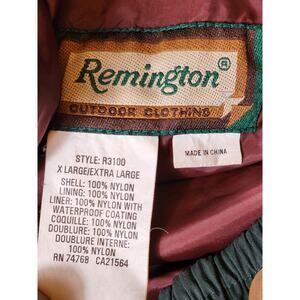 Remington®
OUTDOOR CLOTHING
MADE IN CHINA
STYLE: R3100
X LARGE/EXTRA LARGE
SHELL: 100% NYLON
LINING: 100% NYLON
LINER: 100% NYLON WITH
WATERPROOF COATING
COQUILLE: 100% NYLON
DOUBLURE: 100% NYLON
DOUBLURE INTERNE:
100% NYLON
RN 74768 CA21564